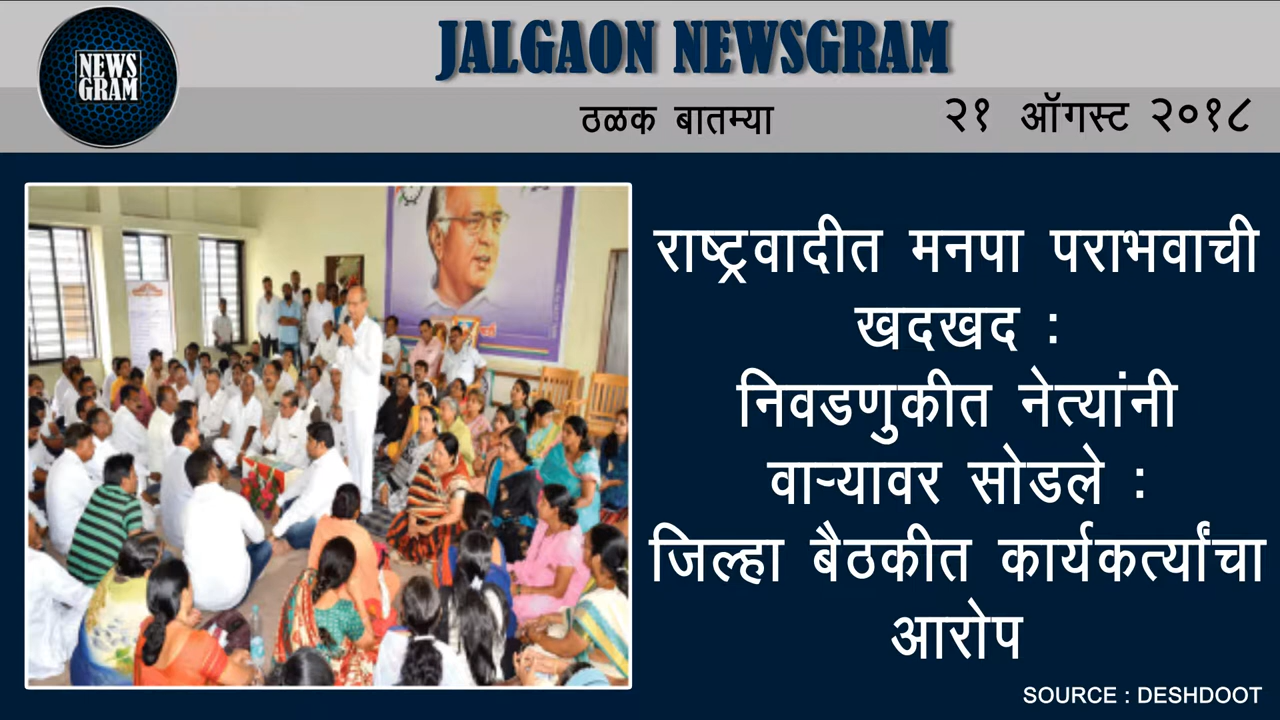 NEWS
GRAM
JALGAON NEWSGRAM
ठळक बातम्या
२१ ऑगस्ट २०१८
राष्ट्रवादीत मनपा पराभवाची
खदखद :
निवडणुकीत नेत्यांनी
वाऱ्यावर सोडले :
जिल्हा बैठकीत कार्यकर्त्यांचा
आरोप
SOURCE : DESHDOOT